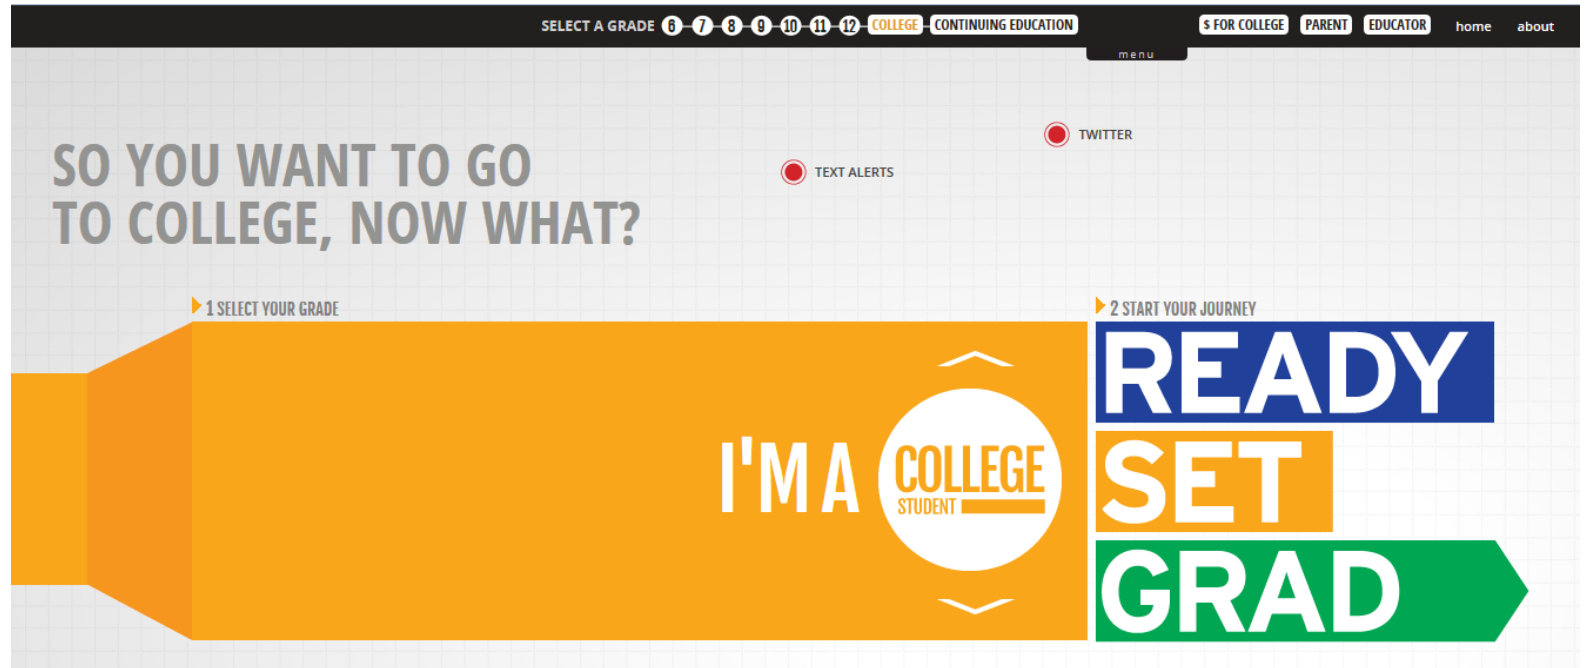 SELECT A GRADE 6 7 8 9 10 11 12 COLLEGE CONTINUING EDUCATION $ FOR COLLEGE PARENT EDUCATOR home about
menu
TWITTER
TEXT ALERTS
SO YOU WANT TO GO
TO COLLEGE, NOW WHAT?
1 SELECT YOUR GRADE
I'M A COLLEGE
STUDENT
2 START YOUR JOURNEY
READY
SET
GRAD